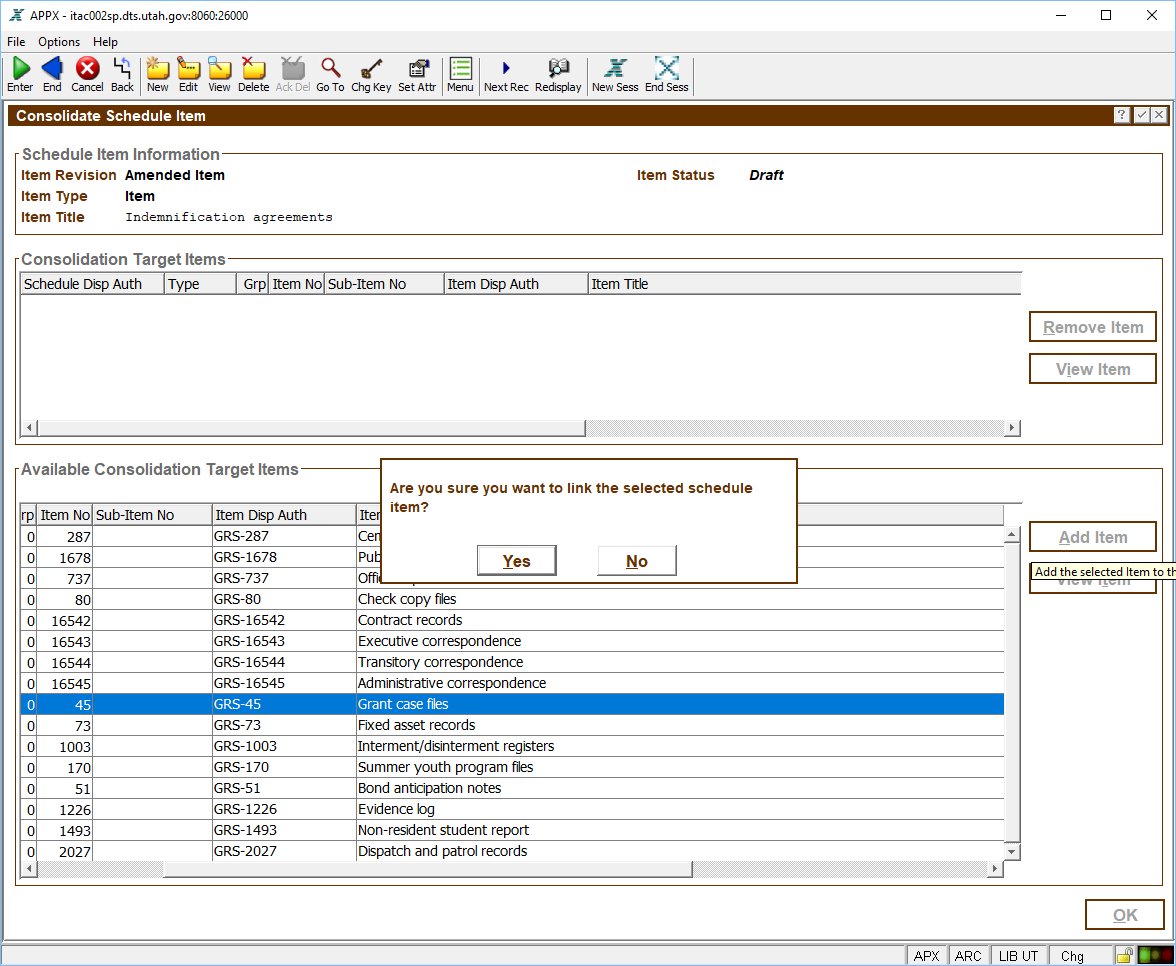 APPX - itac002sp.dts.utah.gov:8060:26000
File Options Help
Enter End Cancel Back New Edit View Delete Ack Del Go To Chg Key Set Attr Menu Next Rec Redisplay New Sess End Sess
Consolidate Schedule Item ?
Schedule Item Information
Item Revision Amended Item Item Status Draft
Item Type Item
Item Title Indemnification agreements
Consolidation Target Items
Schedule Disp Auth Type Grp Item No Sub-Item No Item Disp Auth Item Title
Remove Item
View Item
Available Consolidation Target Items
Are you sure you want to link the selected schedule
item?
Yes No
rp Item No Sub-Item No Item Disp Auth Iter
0 287 GRS-287 Cen
0 1678 GRS-1678 Pub
0 737 GRS-737 Offi
0 80 GRS-80 Check copy files
0 16542 GRS-16542 Contract records
0 16543 GRS-16543 Executive correspondence
0 16544 GRS-16544 Transitory correspondence
0 16545 GRS-16545 Administrative correspondence
0 45 GRS-45 Grant case files
0 73 GRS-73 Fixed asset records
0 1003 GRS-1003 Interment/disinterment registers
0 170 GRS-170 Summer youth program files
0 51 GRS-51 Bond anticipation notes
0 1226 GRS-1226 Evidence log
0 1493 GRS-1493 Non-resident student report
0 2027 GRS-2027 Dispatch and patrol records
Add Item
Add the selected Item to th
View Item
OK
APX ARC LIB UT Chg